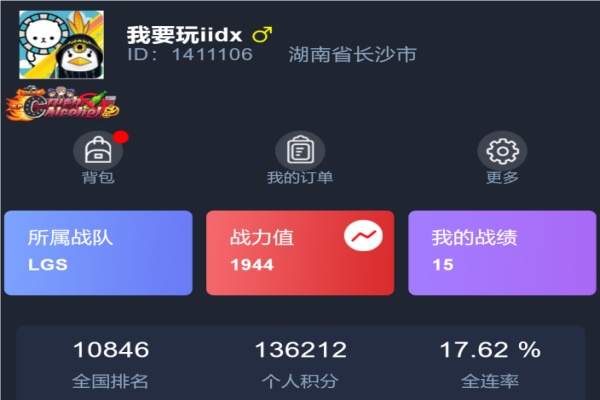 我要玩iidx
ID: 1411106 湖南省长沙市
Crush Alcohol
背包 我的订单 更多
所属战队 战力值 我的战绩
LGS 1944 15
10846 136212 17.62 %
全国排名 个人积分 全连率